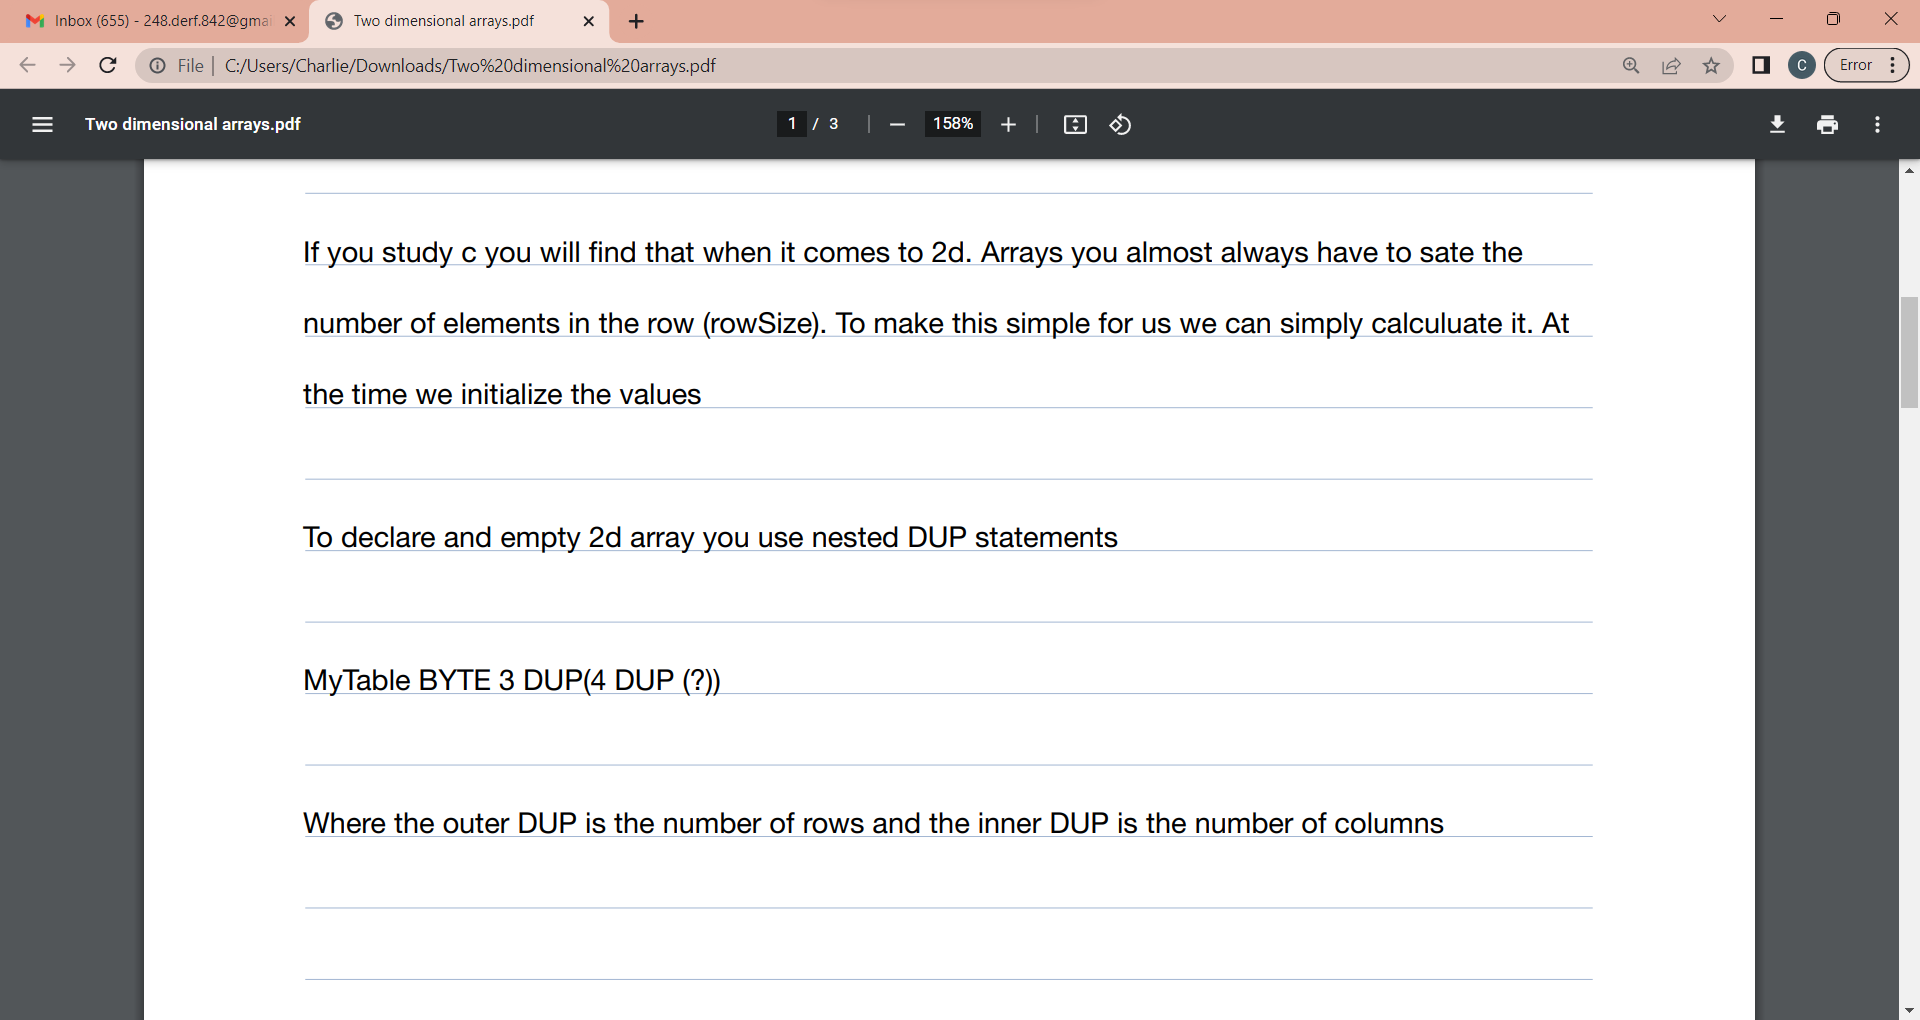 Inbox (655) - 248.derf.842@gmai
Two dimensional arrays.pdf
File | C:/Users/Charlie/Downloads/Two%20dimensional%20arrays.pdf
C
Error
Two dimensional arrays.pdf
1 / 3
158%
If you study c you will find that when it comes to 2d. Arrays you almost always have to sate the
number of elements in the row (rowSize). To make this simple for us we can simply calculuate it. At
the time we initialize the values
To declare and empty 2d array you use nested DUP statements
MyTable BYTE 3 DUP(4 DUP (?))
Where the outer DUP is the number of rows and the inner DUP is the number of columns